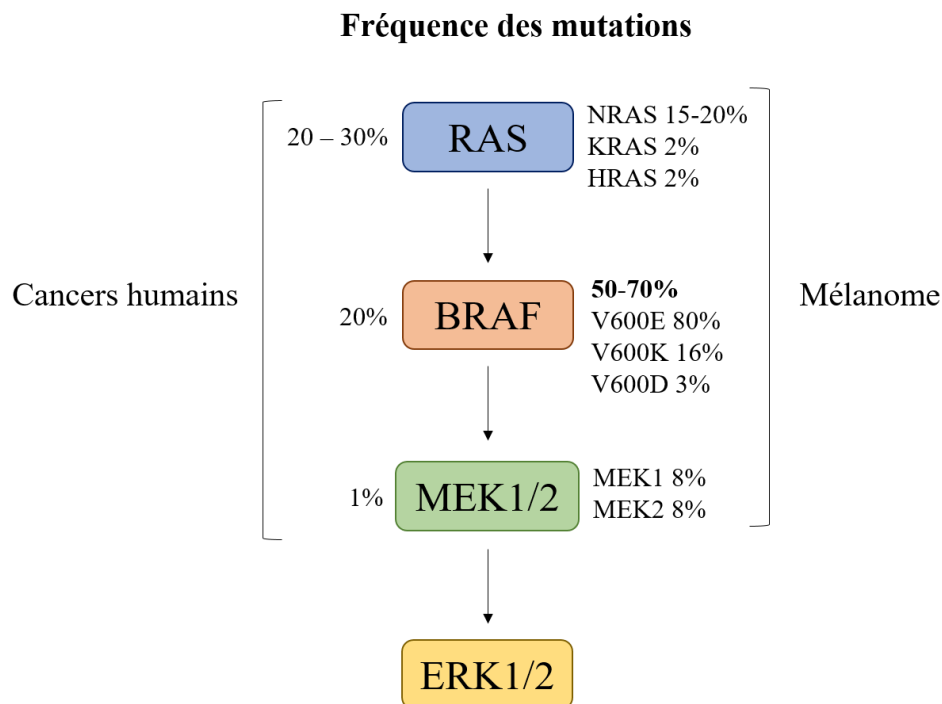 Fréquence des mutations
20 – 30%
RAS
NRAS 15-20%
KRAS 2%
HRAS 2%
Cancers humains
20%
BRAF
50-70%
V600E 80%
V600K 16%
V600D 3%
Mélanome
1%
MEK1/2
MEK1 8%
MEK2 8%
ERK1/2